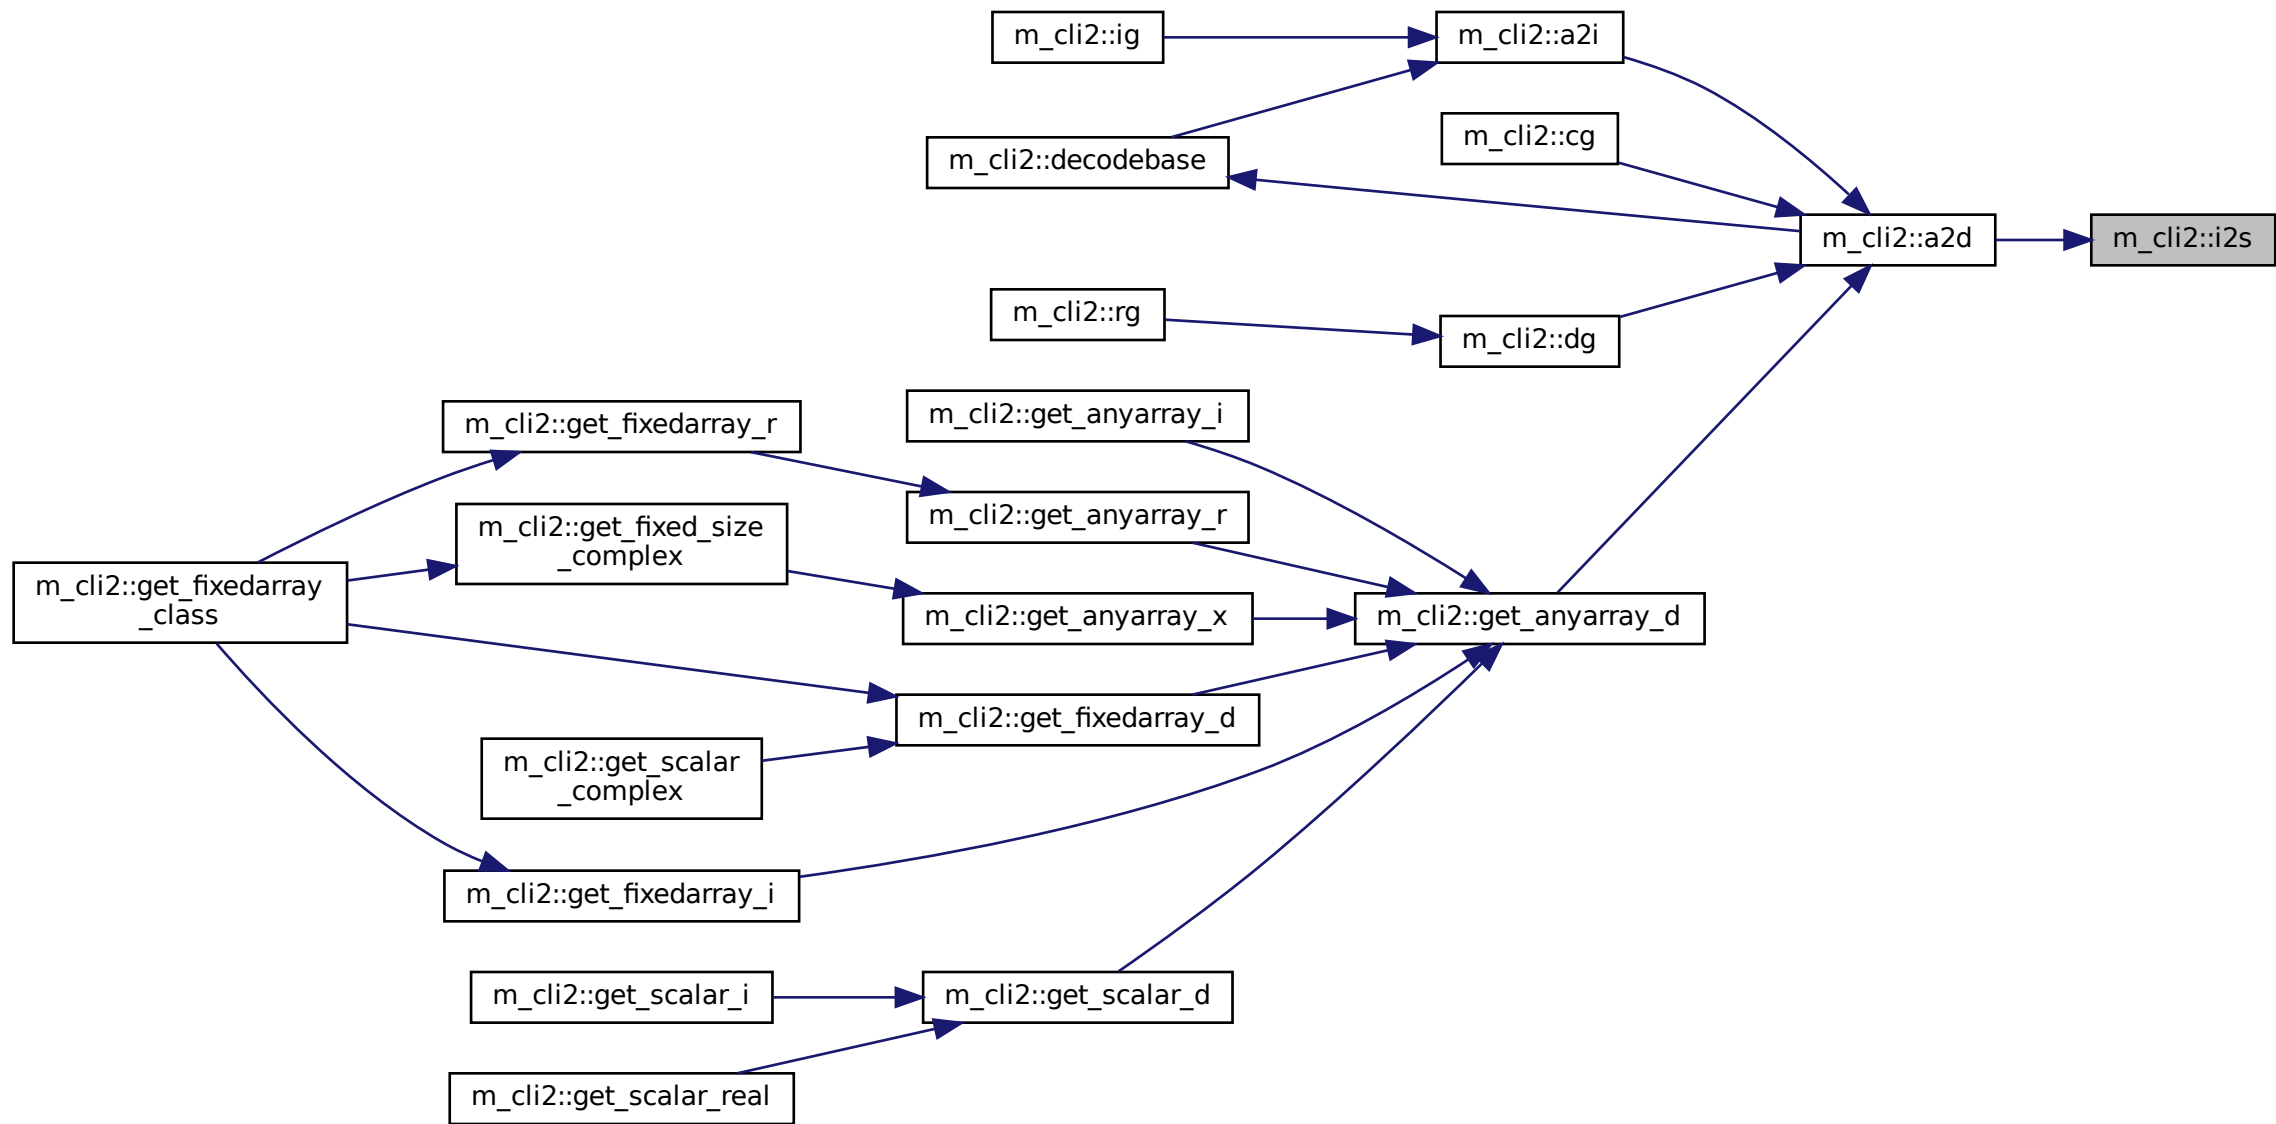 m_cli2::ig
m_cli2::a2i
m_cli2::cg
m_cli2::decodebase
m_cli2::a2d
m_cli2::i2s
m_cli2::rg
m_cli2::dg
m_cli2::get_anyarray_i
m_cli2::get_fixedarray_r
m_cli2::get_anyarray_r
m_cli2::get_fixed_size
_complex
m_cli2::get_fixedarray
_class
m_cli2::get_anyarray_x
m_cli2::get_anyarray_d
m_cli2::get_fixedarray_d
m_cli2::get_scalar
_complex
m_cli2::get_fixedarray_i
m_cli2::get_scalar_i
m_cli2::get_scalar_d
m_cli2::get_scalar_real